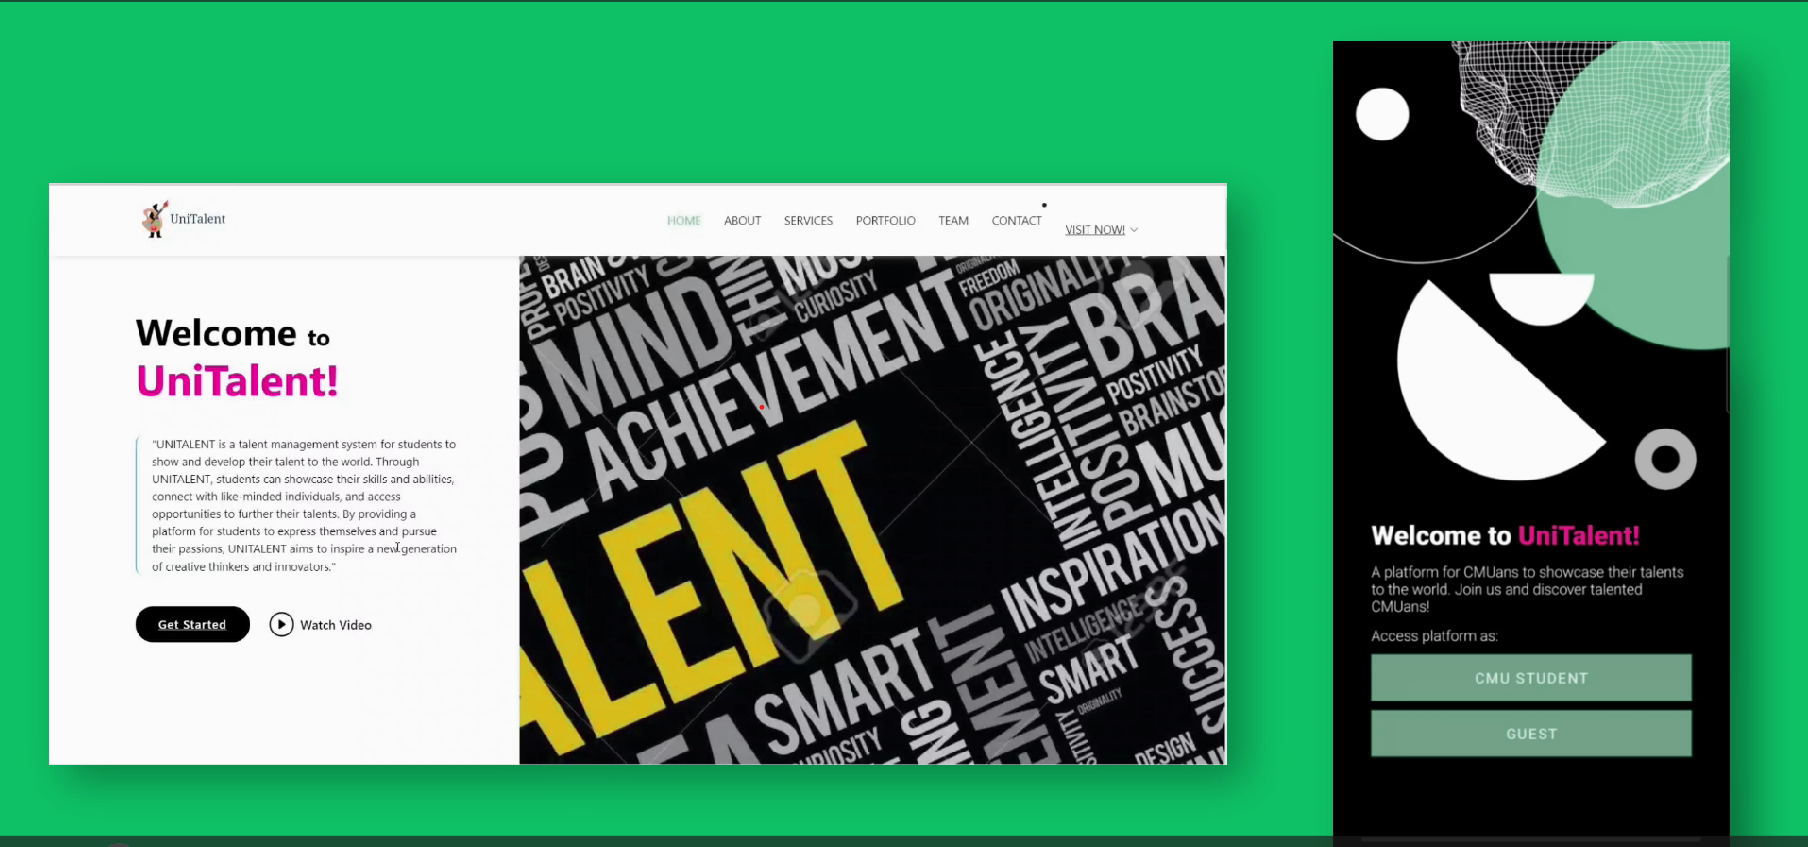 UniTalent
HOME ABOUT SERVICES PORTFOLIO TEAM CONTACT VISIT NOW!
Welcome to
UniTalent!
"UNITALENT is a talent management system for students to
show and develop their talent to the world. Through
UNITALENT, students can showcase their skills and abilities,
connect with like-minded individuals, and access
opportunities to further their talents. By providing a
platform for students to express themselves and pursue
their passions, UNITALENT aims to inspire a new generation
of creative thinkers and innovators."
Get Started Watch Video
BRAIN
POSITIVITY
MIND
CURIOSITY
ACHIEVEMENT
FREEDOM
ORIGINALITY
INTELLIGENCE
POSITIVITY
POSITIVITY
ALENT
INSPIRATION
INTELLIGENCE
SMART
SMART
ORIGINALITY
SUCCESS
DESIGN
Welcome to UniTalent!
A platform for CMUans to showcase their talents
to the world. Join us and discover talented
CMUans!
Access platform as:
CMU STUDENT
GUEST